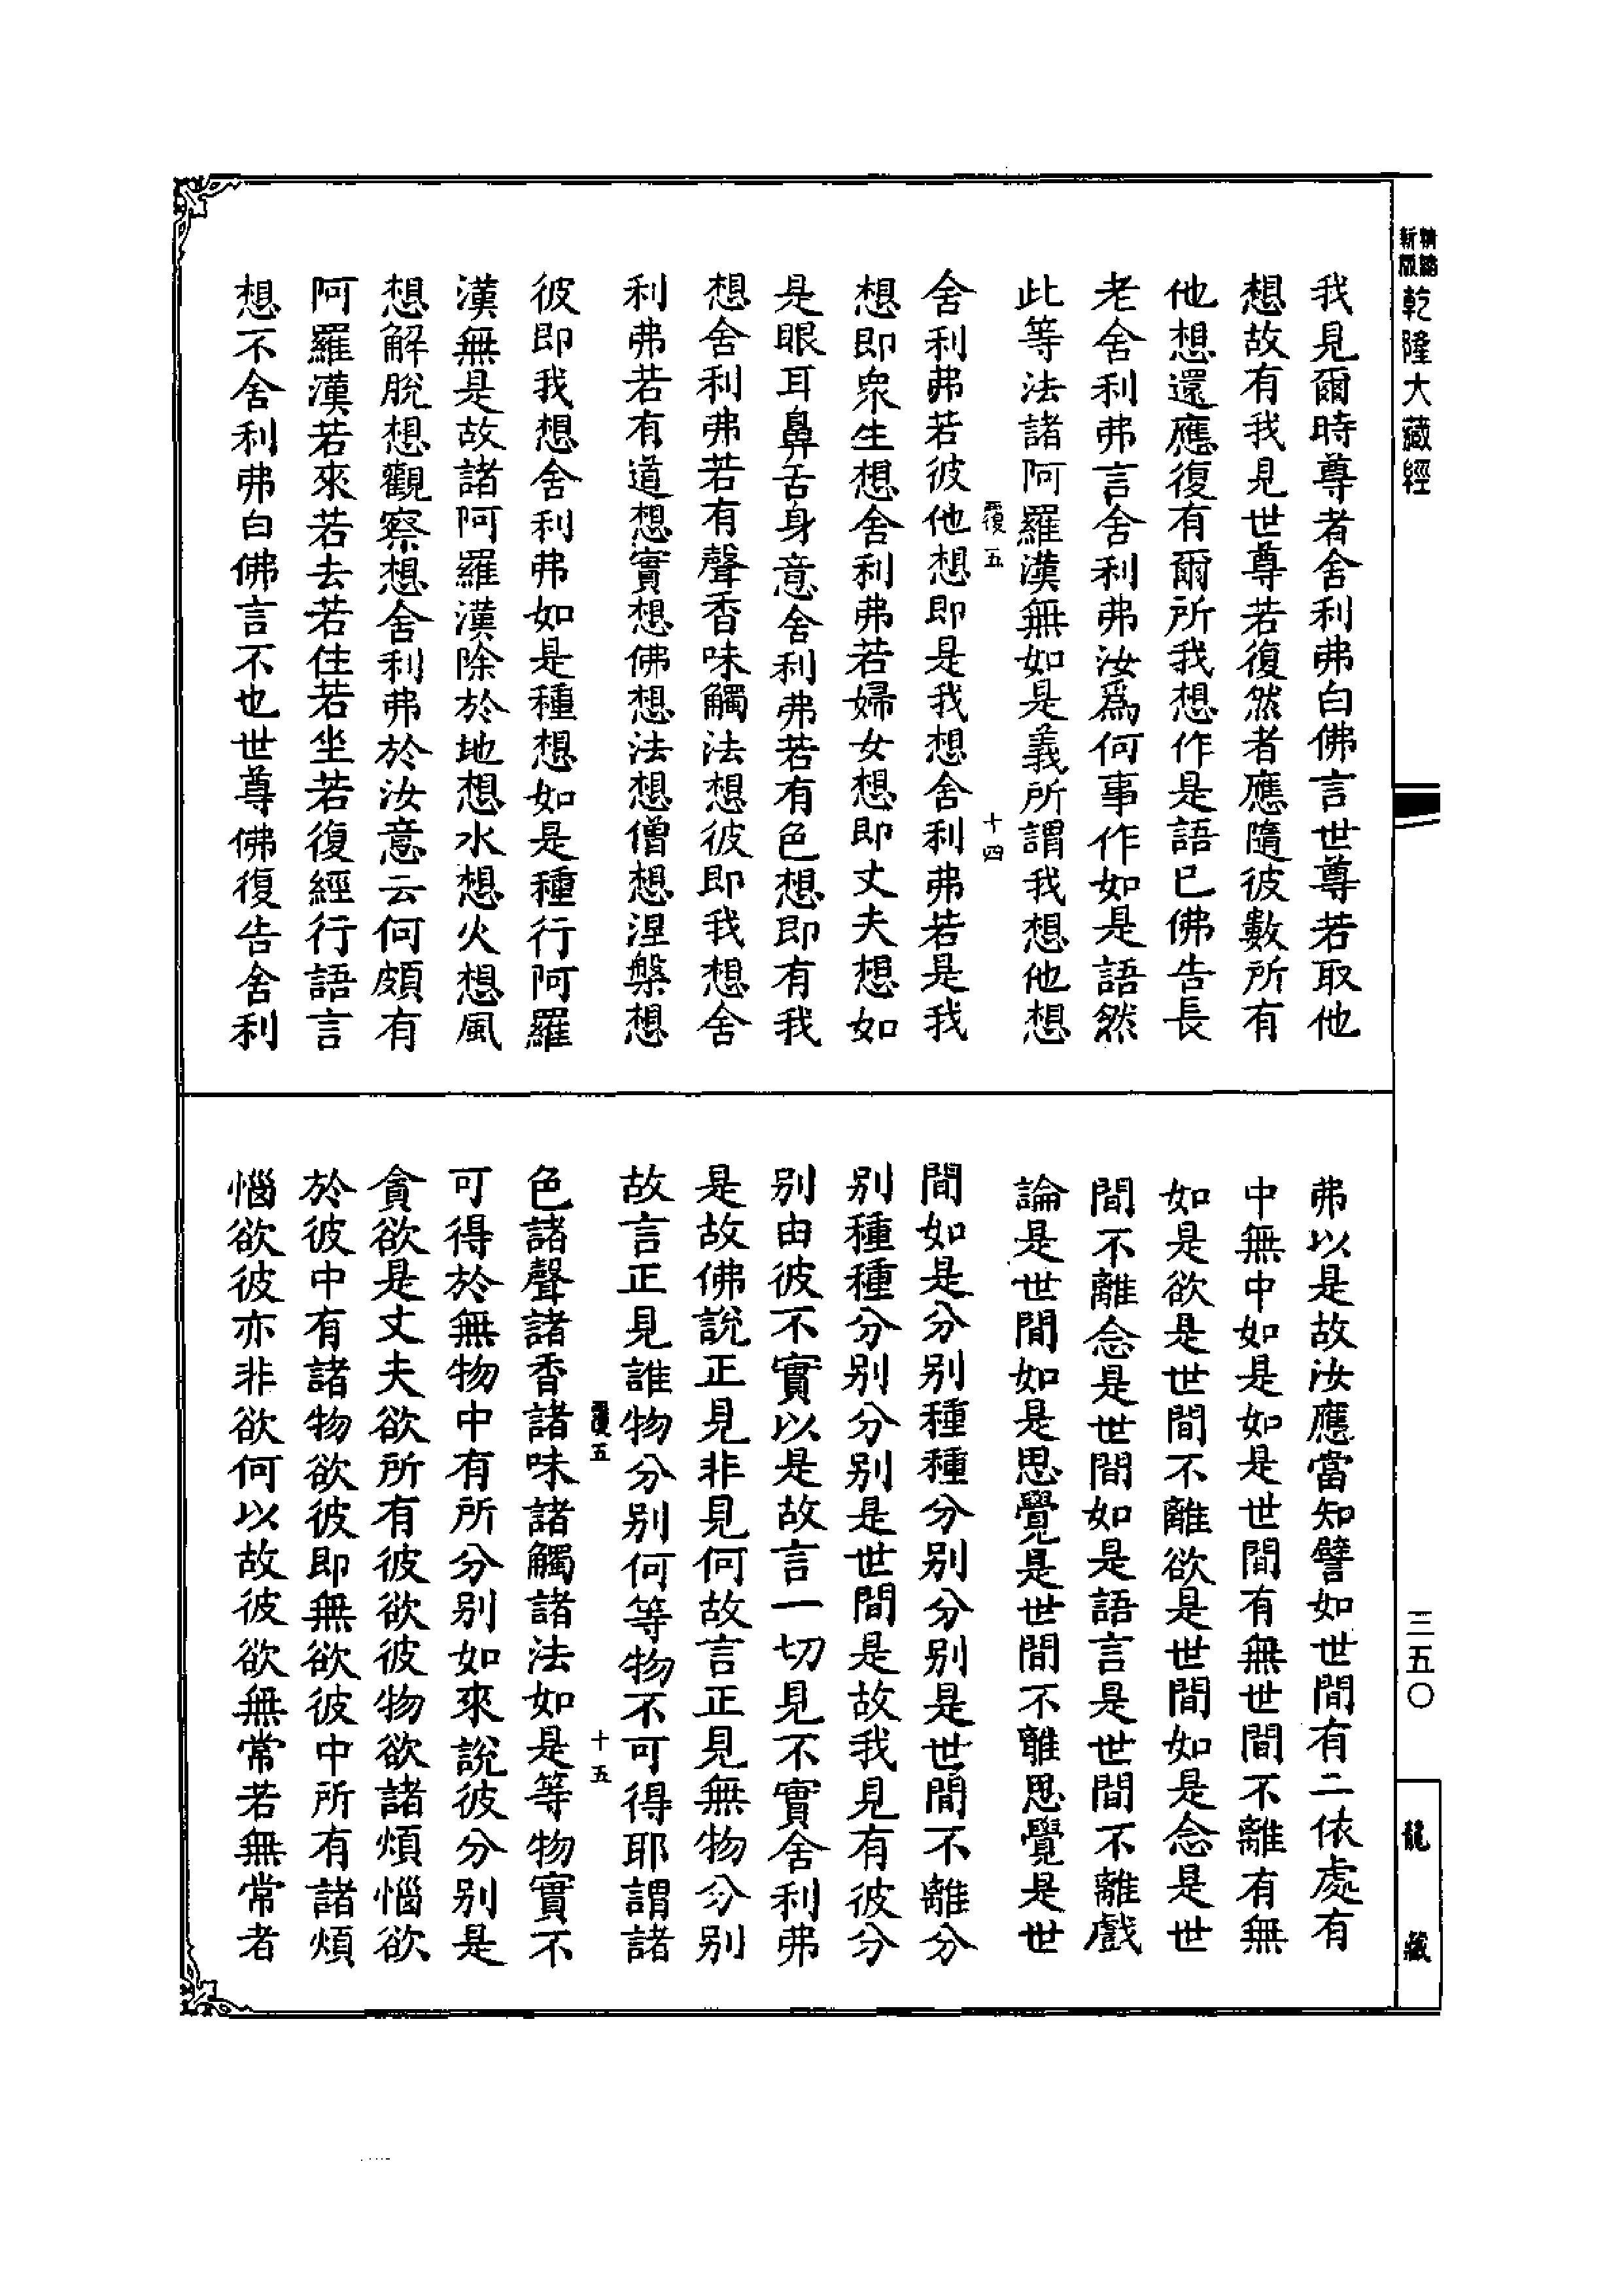 新精
版縮
乾隆大藏經
我見爾時尊者舍利弗白佛言世尊若取他
想故有我見世尊若復然者應隨彼數所有
他想還應復有爾所我想作是語已佛告長
老舍利弗言舍利弗汝爲何事作如是語然
此等法諸阿羅漢無如是義所謂我想他想
覆五
十四
舍利弗若彼他想即是我想舍利弗若是我
想即衆生想舍利弗若婦女想即丈夫想如
是眼耳鼻舌身意舍利弗若有色想即有我
想舍利弗若有聲香味觸法想彼即我想舍
利弗若有道想實想佛想法想僧想涅槃想
彼即我想舍利弗如是種想如是種行阿羅
漢無是故諸阿羅漢除於地想水想火想風
想解脫想觀察想舍利弗於汝意云何頗有
阿羅漢若來若去若住若坐若復經行語言
想不舍利弗白佛言不也世尊佛復告舍利
弗以是故汝應當知譬如世間有二依處有
中無中如是如是世間有無世間不離有無
如是欲是世間不離欲是世間如是念是世
間不離念是世間如是語言是世間不離戲
論是世間如是思覺是世間不離思覺是世
間如是分別種種分別分別是世間不離分
別種種分別分別是世間是故我見有彼分
別由彼不實以是故言一切見不實舍利弗
是故佛說正見非見何故言正見無物分別
故言正見誰物分別何等物不可得耶謂諸
覆五
十五
色諸聲諸香諸味諸觸諸法如是等物實不
可得於無物中有所分別如來說彼分別是
貪欲是丈夫欲所有彼欲彼物欲諸煩惱欲
於彼中有諸物欲彼即無欲彼中所有諸煩
惱欲彼亦非欲何以故彼欲無常若無常者
三五〇
龍藏